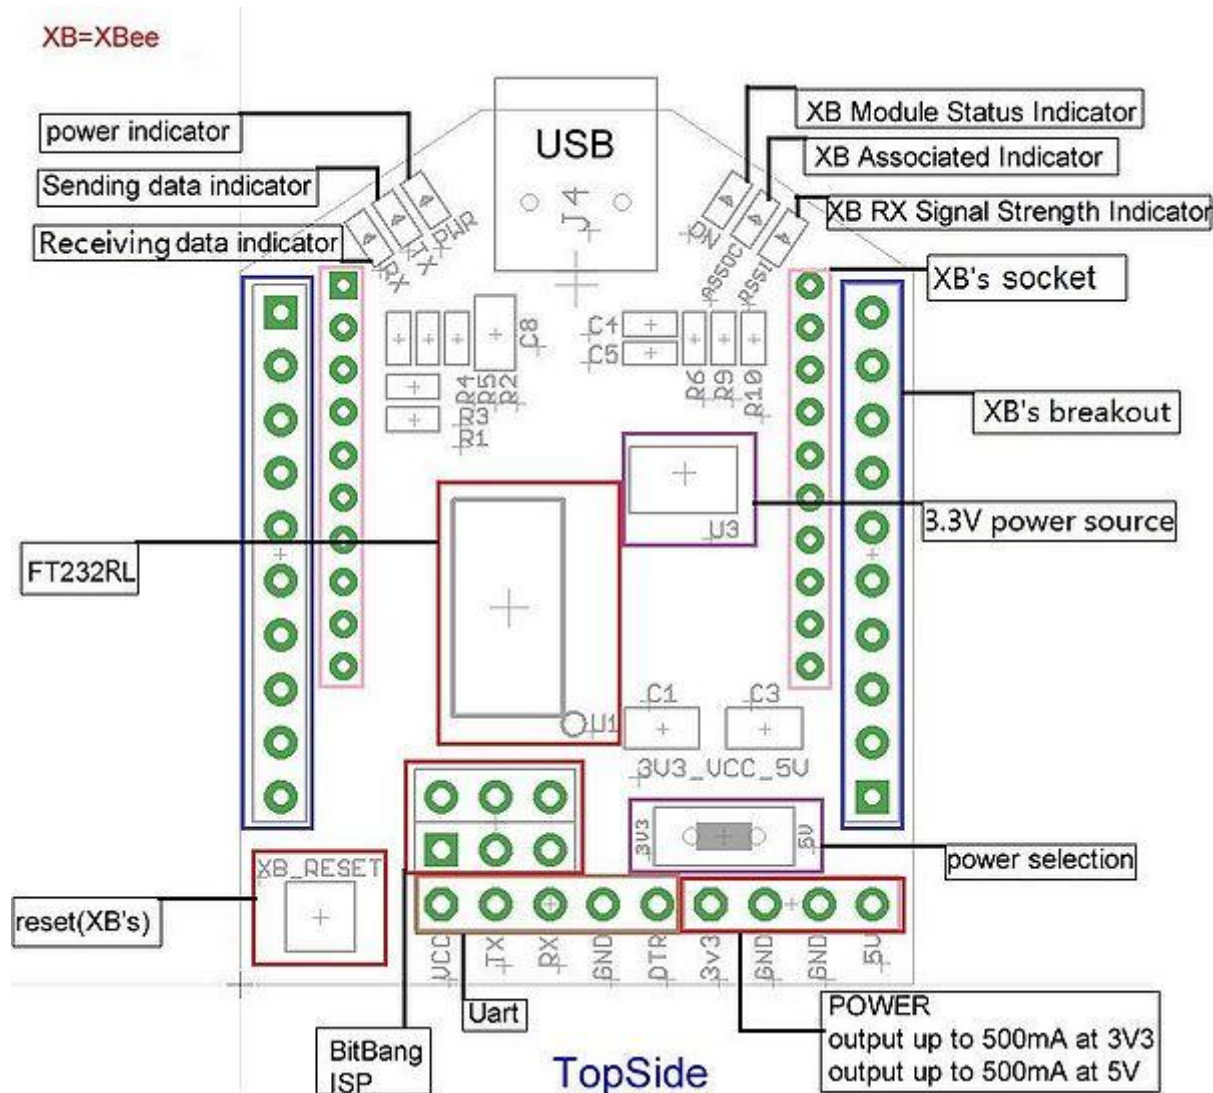 XB=XBee
power indicator
Sending data indicator
Receiving data indicator
USB
J4
XB Module Status Indicator
XB Associated Indicator
XB RX Signal Strength Indicator
RX
TX
PWR
ON
ASSOC
RSSI
XB's socket
C8
C4
C5
R4
R5
R2
R3
R1
R6
R9
R10
XB's breakout
U3
3.3V power source
FT232RL
U1
C1
C3
3V3_VCC_5V
3V3
5V
power selection
XB_RESET
reset(XB's)
VCC
TX
RX
GND
DTR
3v3
GND
GND
5V
Uart
BitBang
ISP
TopSide
POWER
output up to 500mA at 3V3
output up to 500mA at 5V